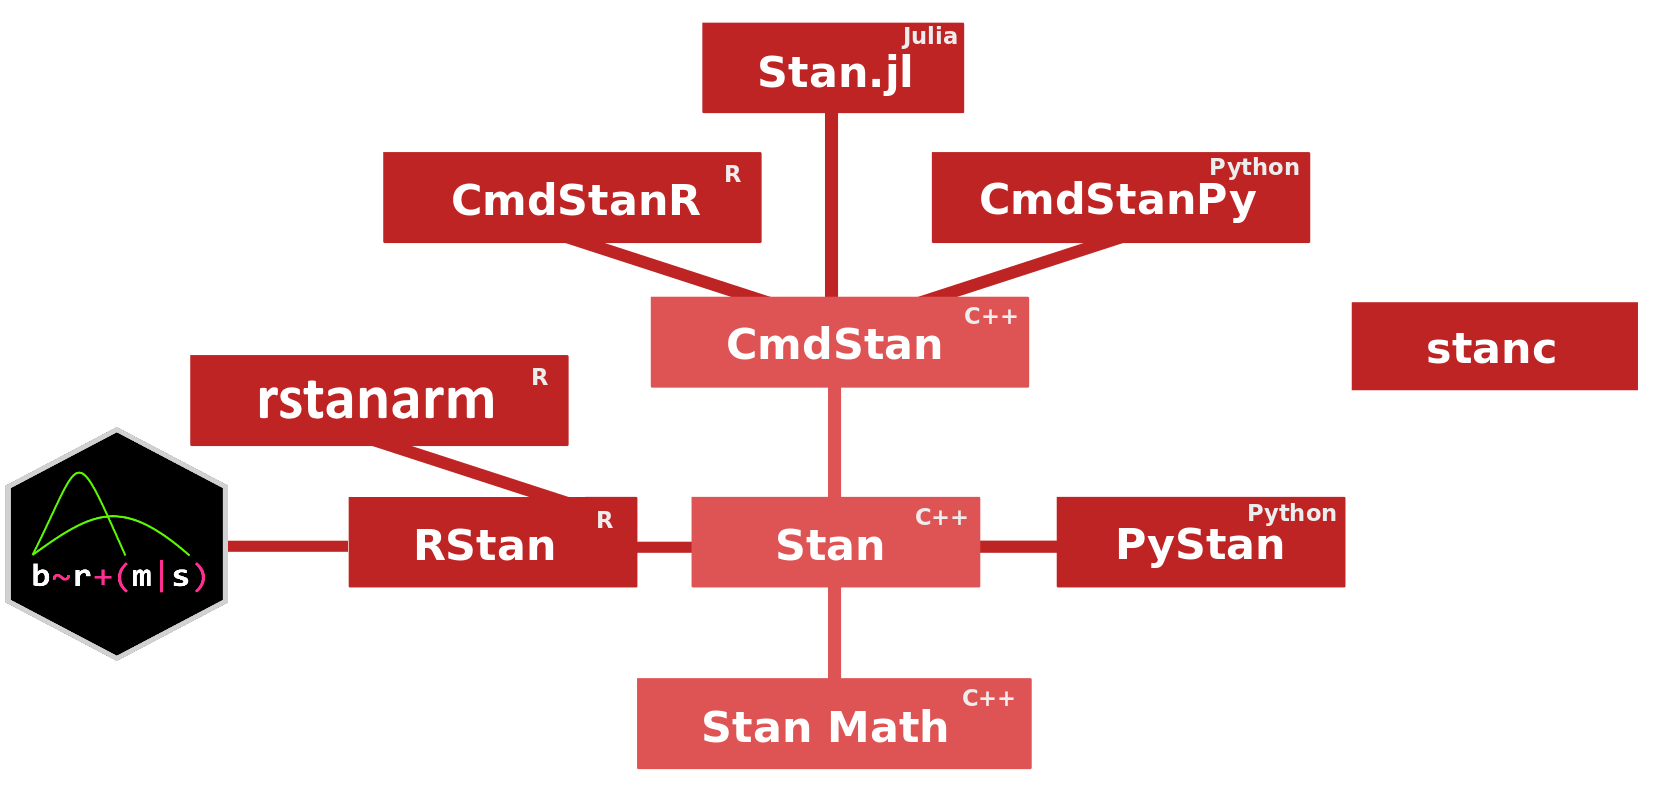 Julia
Stan.jl
R
CmdStanR
Python
CmdStanPy
C++
CmdStan
stanc
R
rstanarm
b~r+(m|s)
R
RStan
C++
Stan
Python
PyStan
C++
Stan Math